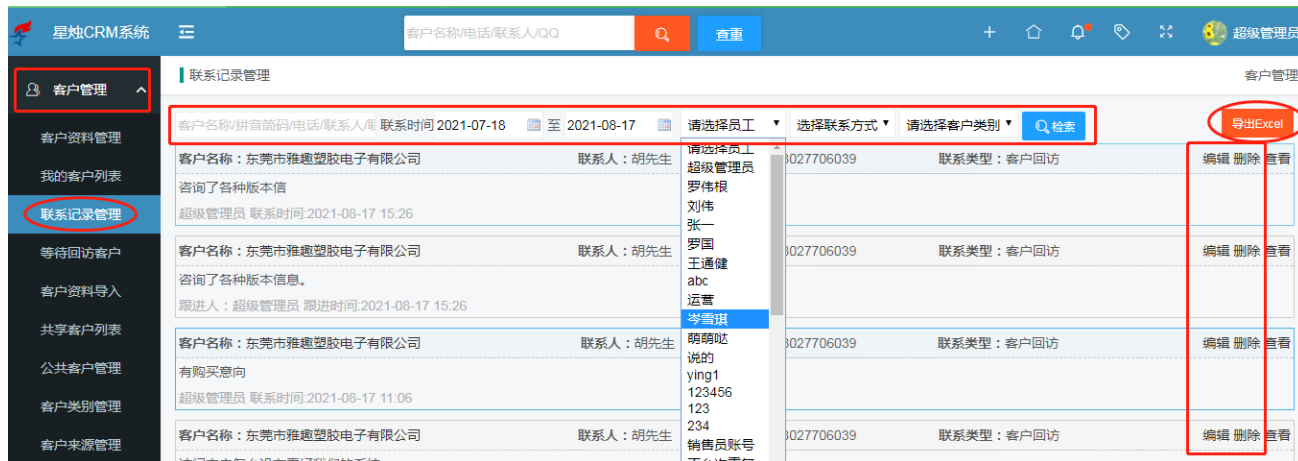 星烛CRM系统
客户名称/电话/联系人/QQ
查重
超级管理员
客户管理
联系记录管理
客户管理
客户资料管理
我的客户列表
联系记录管理
等待回访客户
客户资料导入
共享客户列表
公共客户管理
客户类别管理
客户来源管理
客户名称/拼音简码/电话/联系人/ 联系时间 2021-07-18 至 2021-08-17 请选择员工 选择联系方式 请选择客户类别 检索 导出Excel
请选择员工
超级管理员
罗伟根
刘伟
张一
罗国
王通健
abc
运营
岑雪琪
萌萌哒
说的
ying1
123456
123
234
销售员账号
客户名称：东莞市雅趣塑胶电子有限公司 联系人：胡先生 3027706039 联系类型：客户回访 编辑 删除 查看
咨询了各种版本信
超级管理员 联系时间:2021-08-17 15:26
客户名称：东莞市雅趣塑胶电子有限公司 联系人：胡先生 3027706039 联系类型：客户回访 编辑 删除 查看
咨询了各种版本信息。
跟进人：超级管理员 跟进时间:2021-08-17 15:26
客户名称：东莞市雅趣塑胶电子有限公司 联系人：胡先生 3027706039 联系类型：客户回访 编辑 删除 查看
有购买意向
超级管理员 联系时间:2021-08-17 11:06
客户名称：东莞市雅趣塑胶电子有限公司 联系人：胡先生 3027706039 联系类型：客户回访 编辑 删除 查看